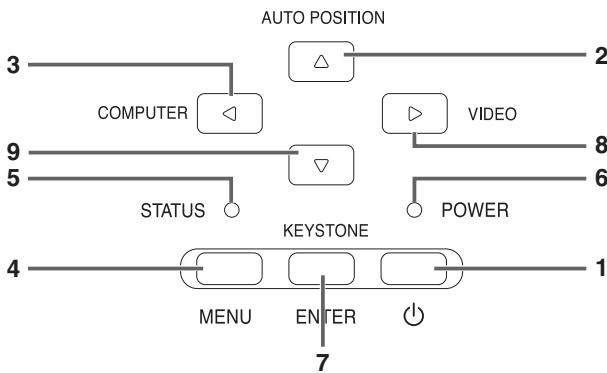 AUTO POSITION
3
2
COMPUTER
VIDEO
9
8
5
6
STATUS
POWER
KEYSTONE
4
1
MENU
ENTER
7